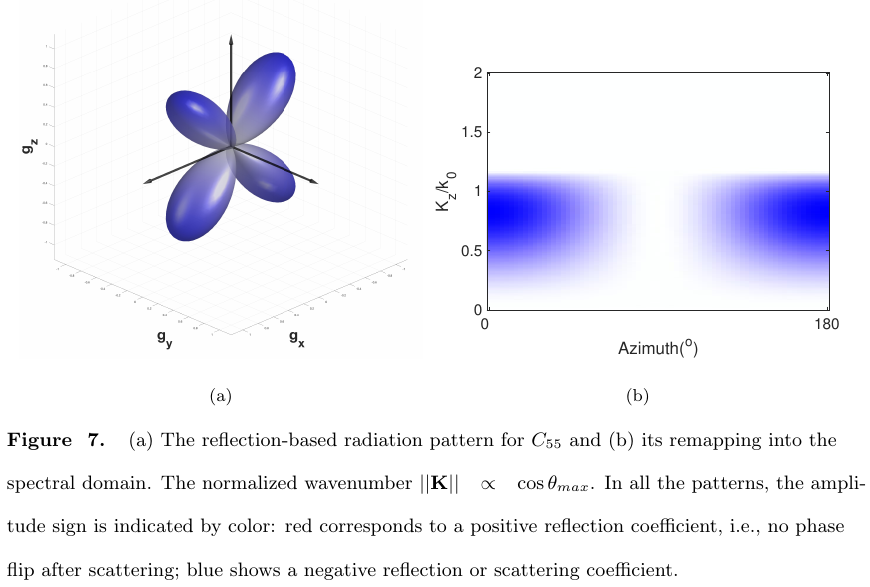 g_z
g_y
g_x
2
1.5
1
0.5
0
K_z/k_0
0
180
Azimuth(°)
(a)
(b)
Figure 7. (a) The reflection-based radiation pattern for C_55 and (b) its remapping into the
spectral domain. The normalized wavenumber ||K|| ∝ cos θ_max. In all the patterns, the ampli-
tude sign is indicated by color: red corresponds to a positive reflection coefficient, i.e., no phase
flip after scattering; blue shows a negative reflection or scattering coefficient.